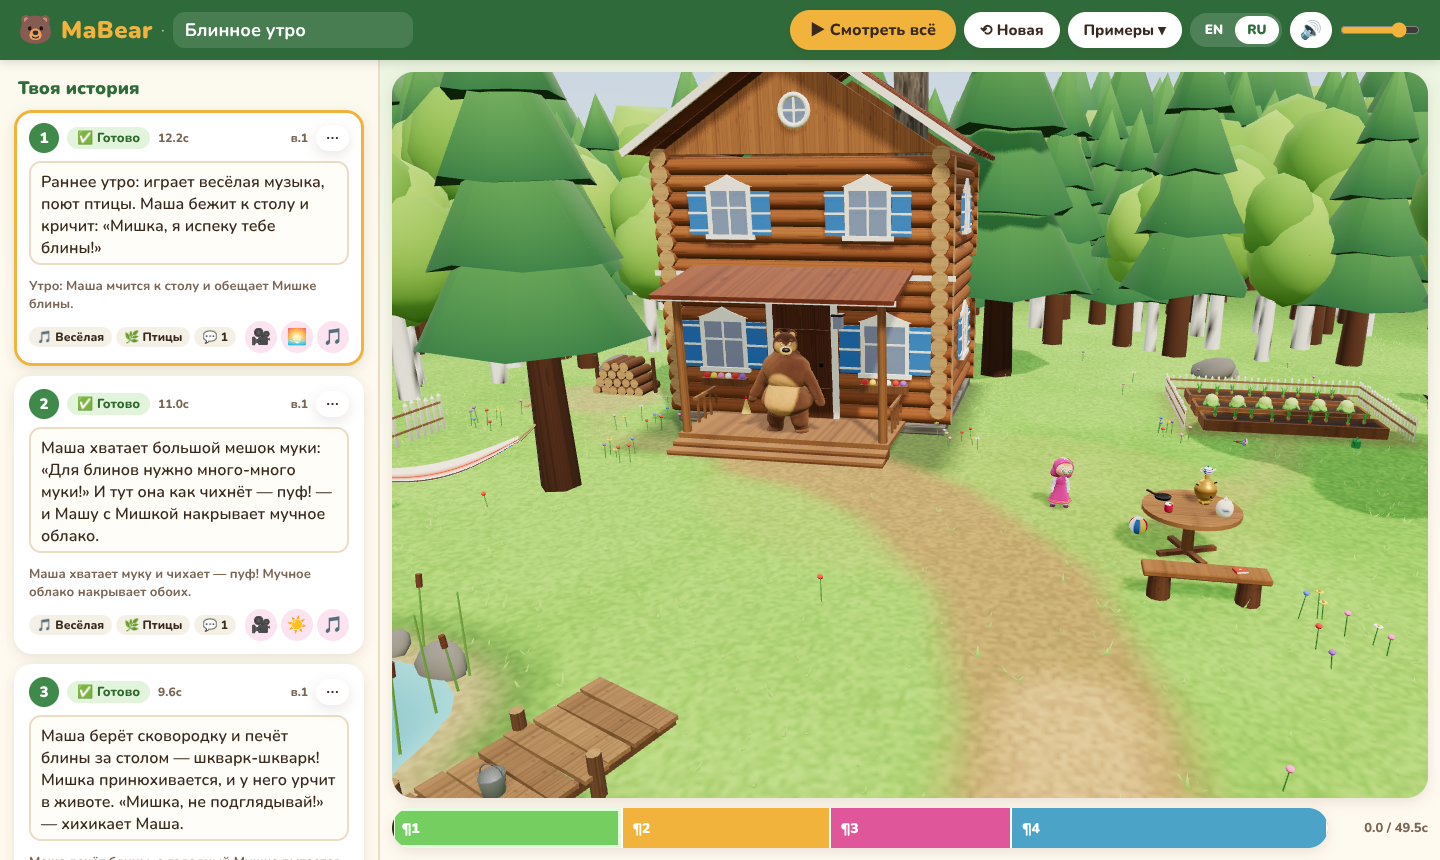 MaBear · Блинное утро
▶ Смотреть всё
⟲ Новая
Примеры ▾
EN
RU
Твоя история
1 ✅ Готово 12.2с в.1 ···
Раннее утро: играет весёлая музыка,
поют птицы. Маша бежит к столу и
кричит: «Мишка, я испеку тебе
блины!»
Утро: Маша мчится к столу и обещает Мишке
блины.
Весёлая Птицы 1
2 ✅ Готово 11.0с в.1 ···
Маша хватает большой мешок муки:
«Для блинов нужно много-много
муки!» И тут она как чихнёт — пуф! —
и Машу с Мишкой накрывает мучное
облако.
Маша хватает муку и чихает — пуф! Мучное
облако накрывает обоих.
Весёлая Птицы 1
3 ✅ Готово 9.6с в.1 ···
Маша берёт сковородку и печёт
блины за столом — шкварк-шкварк!
Мишка принюхивается, и у него урчит
в животе. «Мишка, не подглядывай!»
— хихикает Маша.
¶1 ¶2 ¶3 ¶4 0.0 / 49.5с